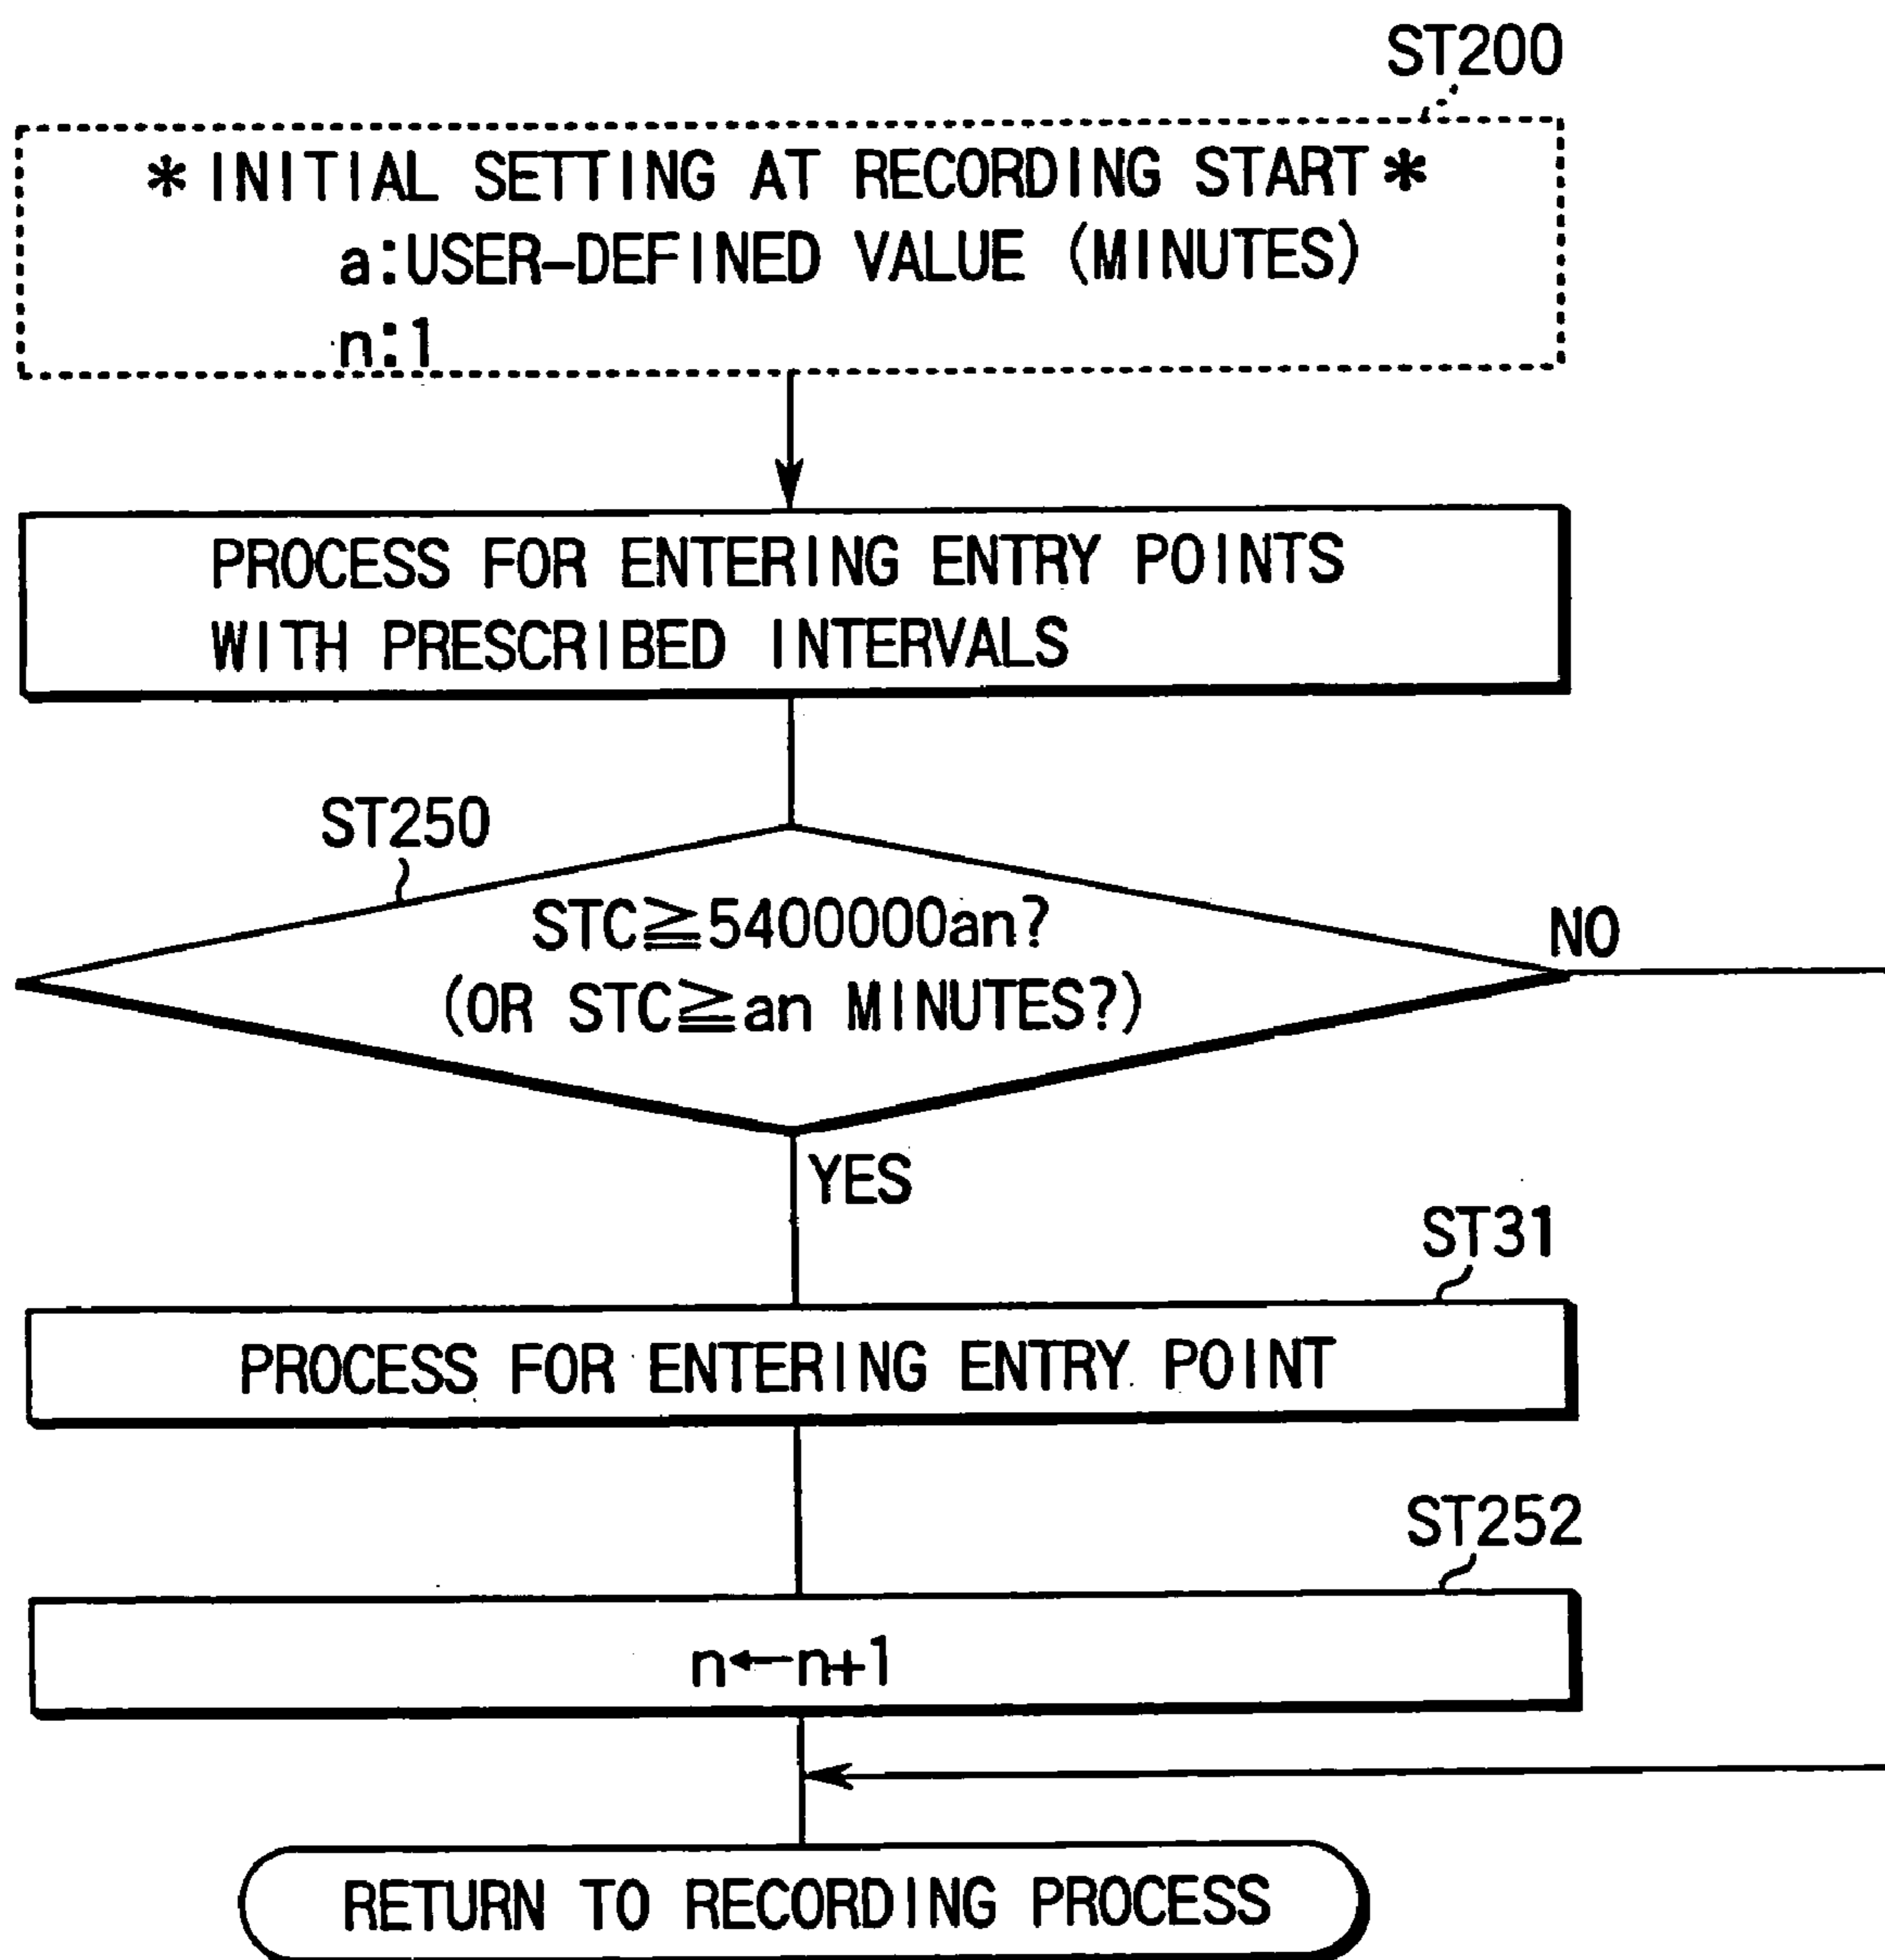 ST200
* INITIAL SETTING AT RECORDING START *
a:USER-DEFINED VALUE (MINUTES)
n:1
PROCESS FOR ENTERING ENTRY POINTS
WITH PRESCRIBED INTERVALS
ST250
STC≧5400000an?
(OR STC≧an MINUTES?)
NO
YES
ST31
PROCESS FOR ENTERING ENTRY POINT
ST252
n←n+1
RETURN TO RECORDING PROCESS